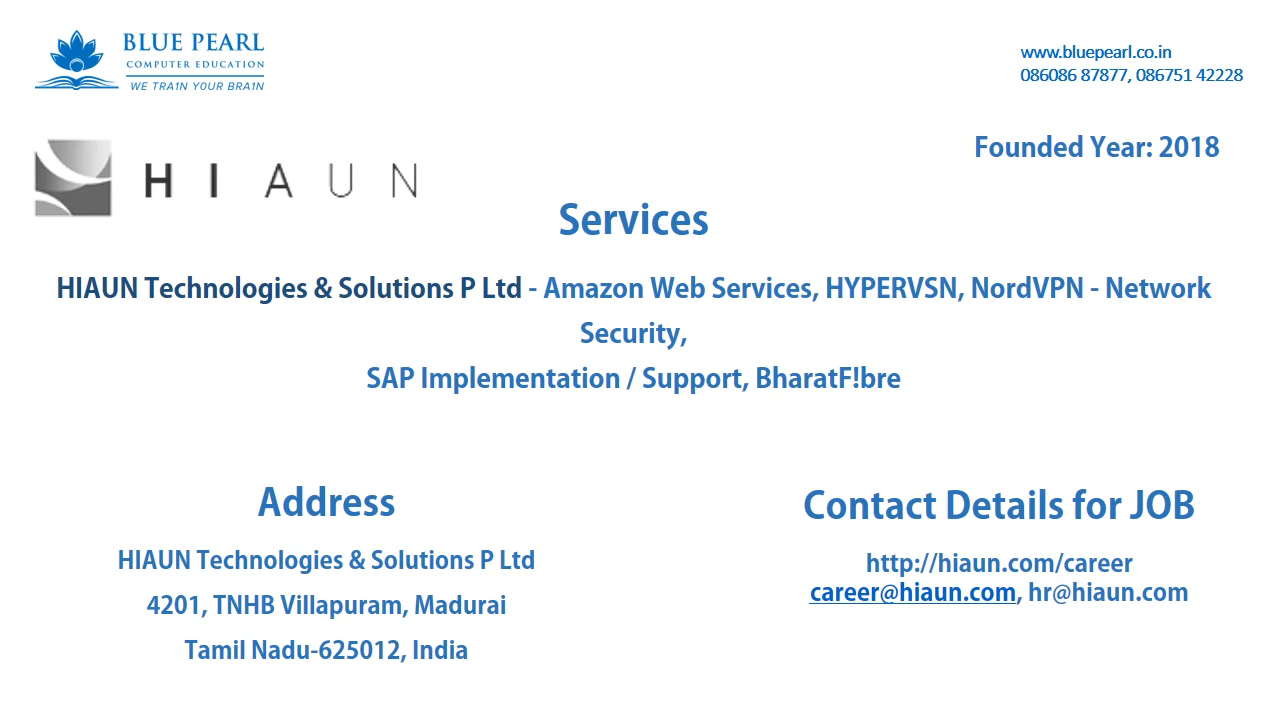 BLUE PEARL
COMPUTER EDUCATION
WE TRA1N Y0UR BRA1N
www.bluepearl.co.in
086086 87877, 086751 42228
Founded Year: 2018
HIAUN
Services
HIAUN Technologies & Solutions P Ltd - Amazon Web Services, HYPERVSN, NordVPN - Network
Security,
SAP Implementation / Support, BharatF!bre
Address
HIAUN Technologies & Solutions P Ltd
4201, TNHB Villapuram, Madurai
Tamil Nadu-625012, India
Contact Details for JOB
http://hiaun.com/career
career@hiaun.com, hr@hiaun.com